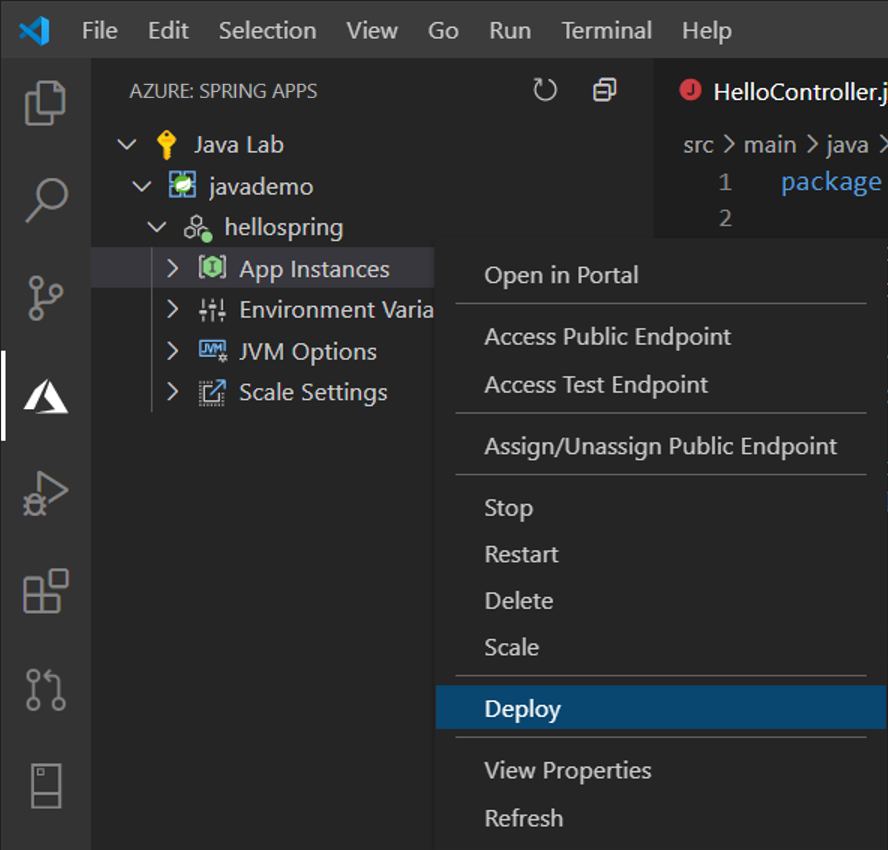 File Edit Selection View Go Run Terminal Help
AZURE: SPRING APPS
HelloController.j
Java Lab
src > main > java >
javademo
1 package
hellospring
2
App Instances
Environment Varia
JVM Options
Scale Settings
Open in Portal
Access Public Endpoint
Access Test Endpoint
Assign/Unassign Public Endpoint
Stop
Restart
Delete
Scale
Deploy
View Properties
Refresh